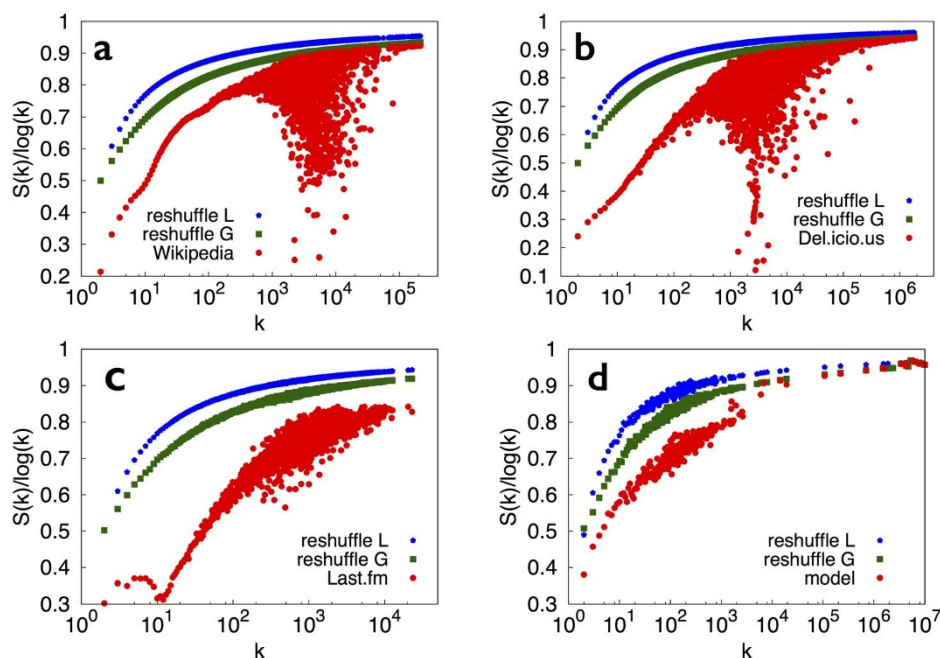 a
1
0.9
0.8
0.7
0.6
0.5
0.4
0.3
0.2
S(k)/log(k)
reshuffle L
reshuffle G
Wikipedia
10^0 10^1 10^2 10^3 10^4 10^5
k
b
1
0.9
0.8
0.7
0.6
0.5
0.4
0.3
0.2
0.1
S(k)/log(k)
reshuffle L
reshuffle G
Del.icio.us
10^0 10^1 10^2 10^3 10^4 10^5 10^6
k
c
1
0.9
0.8
0.7
0.6
0.5
0.4
0.3
S(k)/log(k)
reshuffle L
reshuffle G
Last.fm
10^0 10^1 10^2 10^3 10^4
k
d
1
0.9
0.8
0.7
0.6
0.5
0.4
0.3
S(k)/log(k)
reshuffle L
reshuffle G
model
10^0 10^1 10^2 10^3 10^4 10^5 10^6 10^7
k